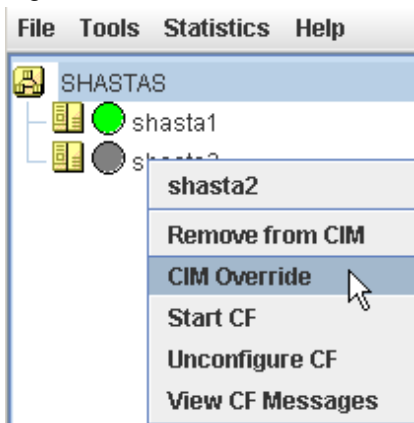 File Tools Statistics Help
SHASTAS
shasta1
shasta2
Remove from CIM
CIM Override
Start CF
Unconfigure CF
View CF Messages